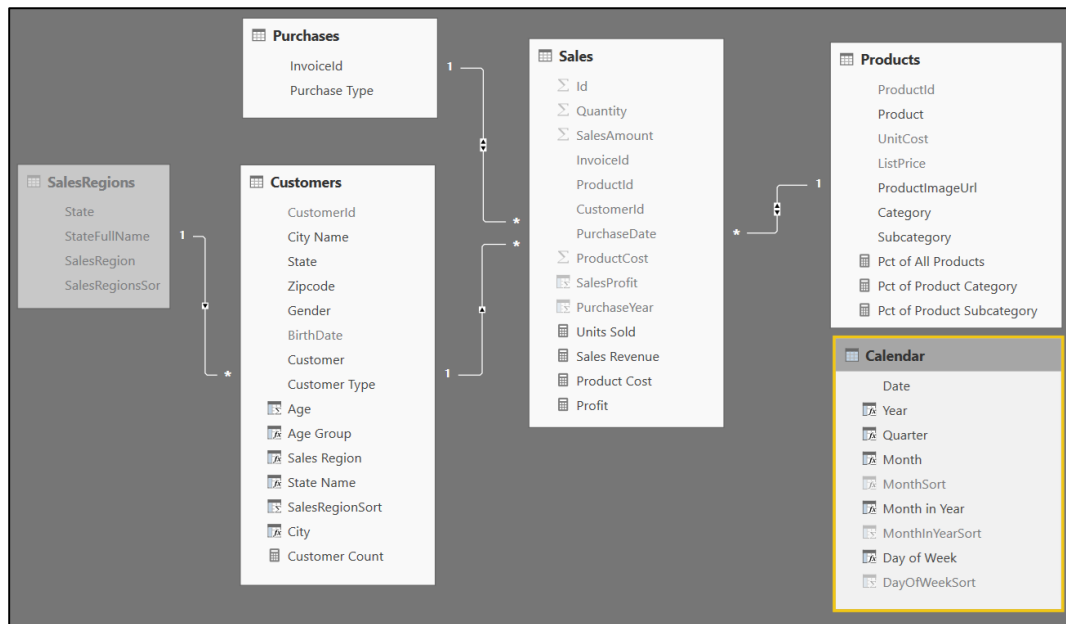 Purchases
InvoiceId
Purchase Type
1
SalesRegions
State
StateFullName
SalesRegion
SalesRegionsSor
1
*
Customers
CustomerId
City Name
State
Zipcode
Gender
BirthDate
Customer
Customer Type
Age
Age Group
Sales Region
State Name
SalesRegionSort
City
Customer Count
1
*
*
Sales
Σ Id
Σ Quantity
Σ SalesAmount
InvoiceId
ProductId
CustomerId
PurchaseDate
Σ ProductCost
SalesProfit
PurchaseYear
Units Sold
Sales Revenue
Product Cost
Profit
*
1
Products
ProductId
Product
UnitCost
ListPrice
ProductImageUrl
Category
Subcategory
Pct of All Products
Pct of Product Category
Pct of Product Subcategory
Calendar
Date
Year
Quarter
Month
MonthSort
Month in Year
MonthInYearSort
Day of Week
DayOfWeekSort